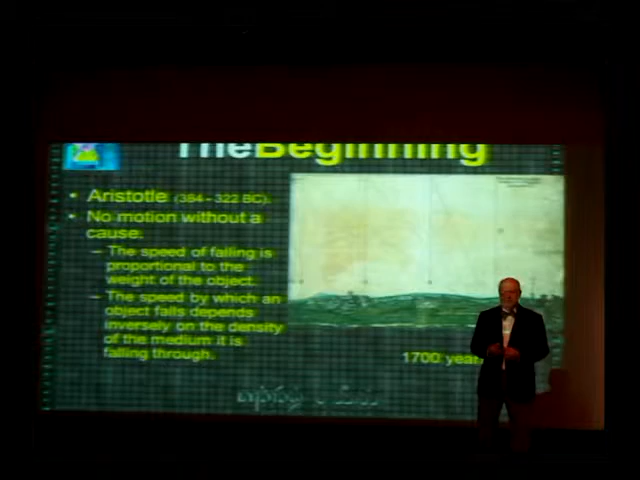 The Beginning
• Aristotle (384 - 322 BC).
• No motion without a
cause:
– The speed of falling is
proportional to the
weight of the object.
– The speed by which an
object falls depends
inversely on the density
of the medium it is
falling through.
1700